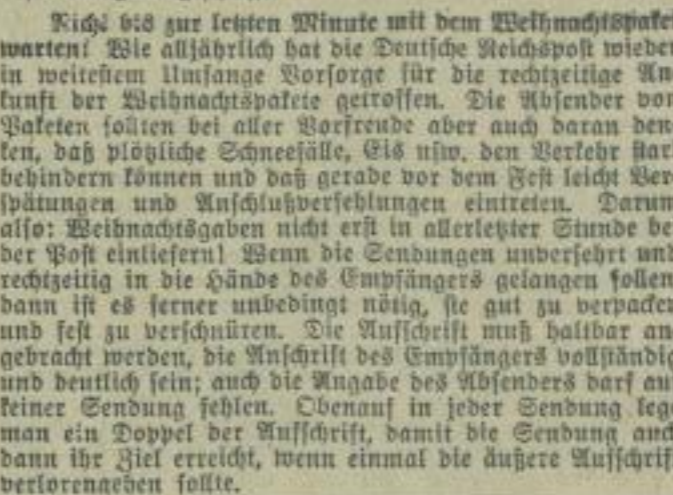 Nicht bis zur letzten Minute mit dem Weihnachtspaket
warten! Wie alljährlich hat die Deutsche Reichspost wieder
in weitestem Umfange Vorsorge für die rechtzeitige An-
kunft der Weihnachtspakete getroffen. Die Absender von
Paketen sollten bei aller Vorfreude aber auch daran den-
ken, daß plötzliche Schneefälle, Eis usw. den Verkehr star
behindern können und daß gerade vor dem Fest leicht Ver-
spätungen und Anschlußverfehlungen eintreten. Darum
also: Weihnachtsgaben nicht erst in allerletzter Stunde be
der Post einliefern! Wenn die Sendungen unversehrt und
rechtzeitig in die Hände des Empfängers gelangen sollen,
dann ist es ferner unbedingt nötig, sie gut zu verpacken
und fest zu verschnüren. Die Aufschrift muß haltbar an-
gebracht werden, die Anschrift des Empfängers vollständig
und deutlich sein; auch die Angabe des Absenders darf au
keiner Sendung fehlen. Obenauf in jeder Sendung lege
man ein Doppel der Aufschrift, damit die Sendung auch
dann ihr Ziel erreicht, wenn einmal die äußere Aufschrif
verlorengehen sollte.